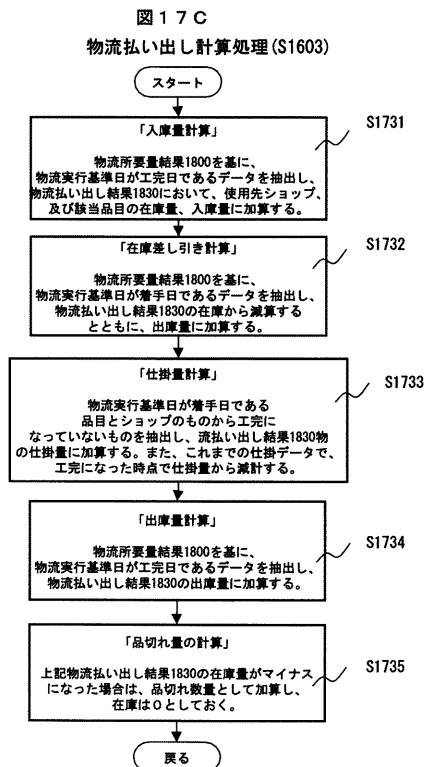 図１７Ｃ
物流払い出し計算処理(S1603)
スタート
S1731
「入庫量計算」
物流所要量結果1800を基に、
物流実行基準日が工完日であるデータを抽出し、
物流払い出し結果1830において、使用先ショップ、
及び該当品目の在庫量、入庫量に加算する。
S1732
「在庫差し引き計算」
物流所要量結果1800を基に、
物流実行基準日が着手日であるデータを抽出し、
物流払い出し結果1830の在庫から減算する
とともに、出庫量に加算する。
S1733
「仕掛量計算」
物流実行基準日が着手日である
品目とショップのものから工完に
なっていないものを抽出し、流払い出し結果1830物
の仕掛量に加算する。また、これまでの仕掛データで、
工完になった時点で仕掛量から減計する。
S1734
「出庫量計算」
物流所要量結果1800を基に、
物流実行基準日が工完日であるデータを抽出し、
物流払い出し結果1830の出庫量に加算する。
S1735
「品切れ量の計算」
上記物流払い出し結果1830の在庫量がマイナス
になった場合は、品切れ数量として加算し、
在庫は０としておく。
戻る